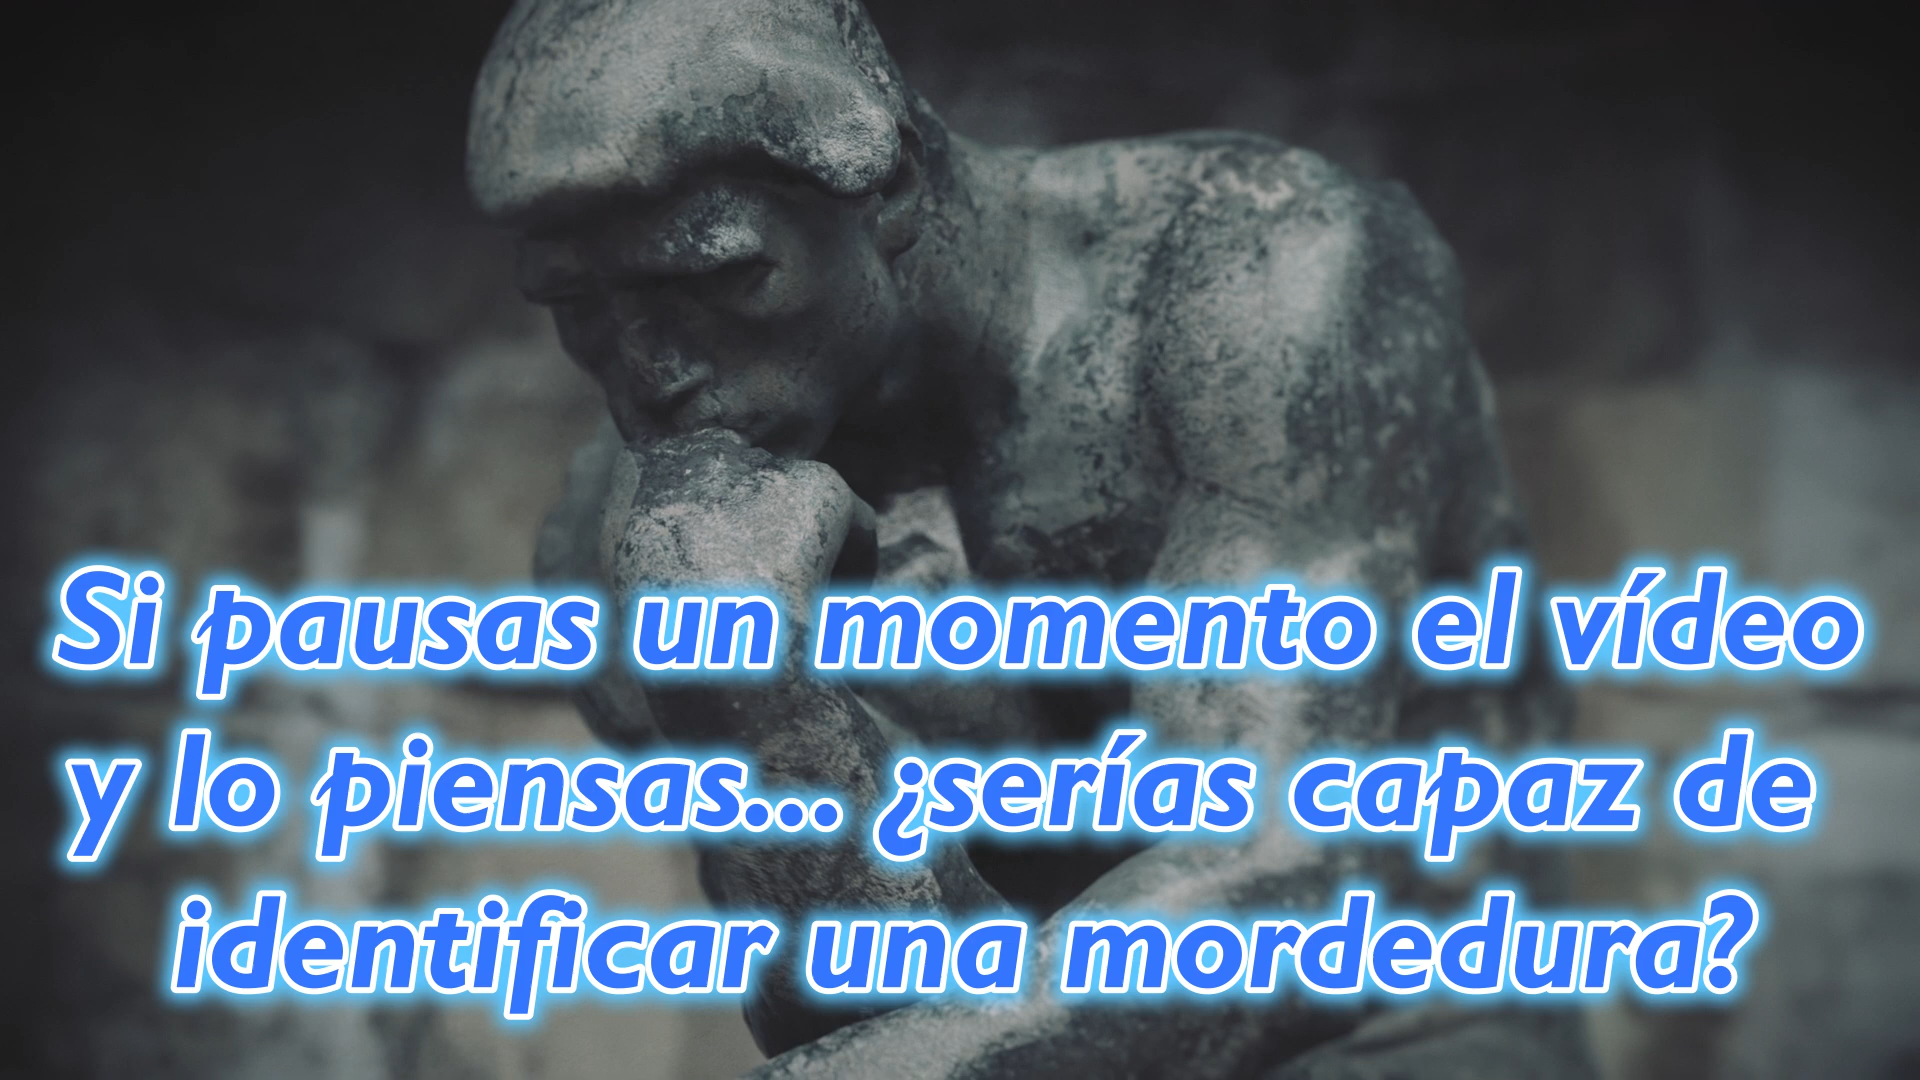 Si pausas un momento el vídeo
y lo piensas... ¿serías capaz de
identificar una mordedura?